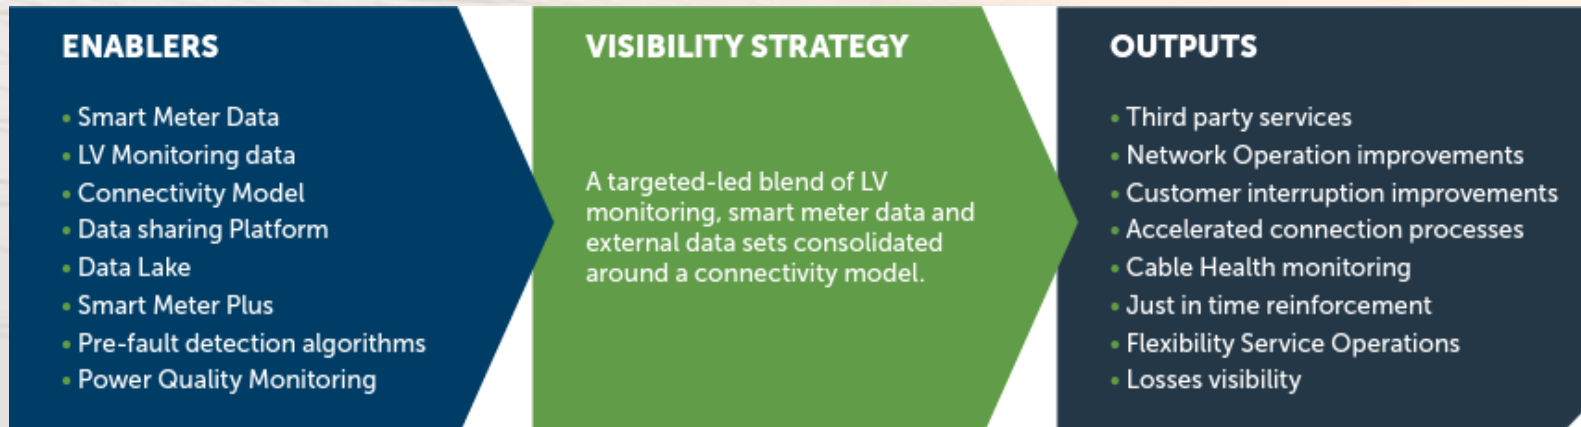 ENABLERS
• Smart Meter Data
• LV Monitoring data
• Connectivity Model
• Data sharing Platform
• Data Lake
• Smart Meter Plus
• Pre-fault detection algorithms
• Power Quality Monitoring
VISIBILITY STRATEGY
A targeted-led blend of LV
monitoring, smart meter data and
external data sets consolidated
around a connectivity model.
OUTPUTS
• Third party services
• Network Operation improvements
• Customer interruption improvements
• Accelerated connection processes
• Cable Health monitoring
• Just in time reinforcement
• Flexibility Service Operations
• Losses visibility